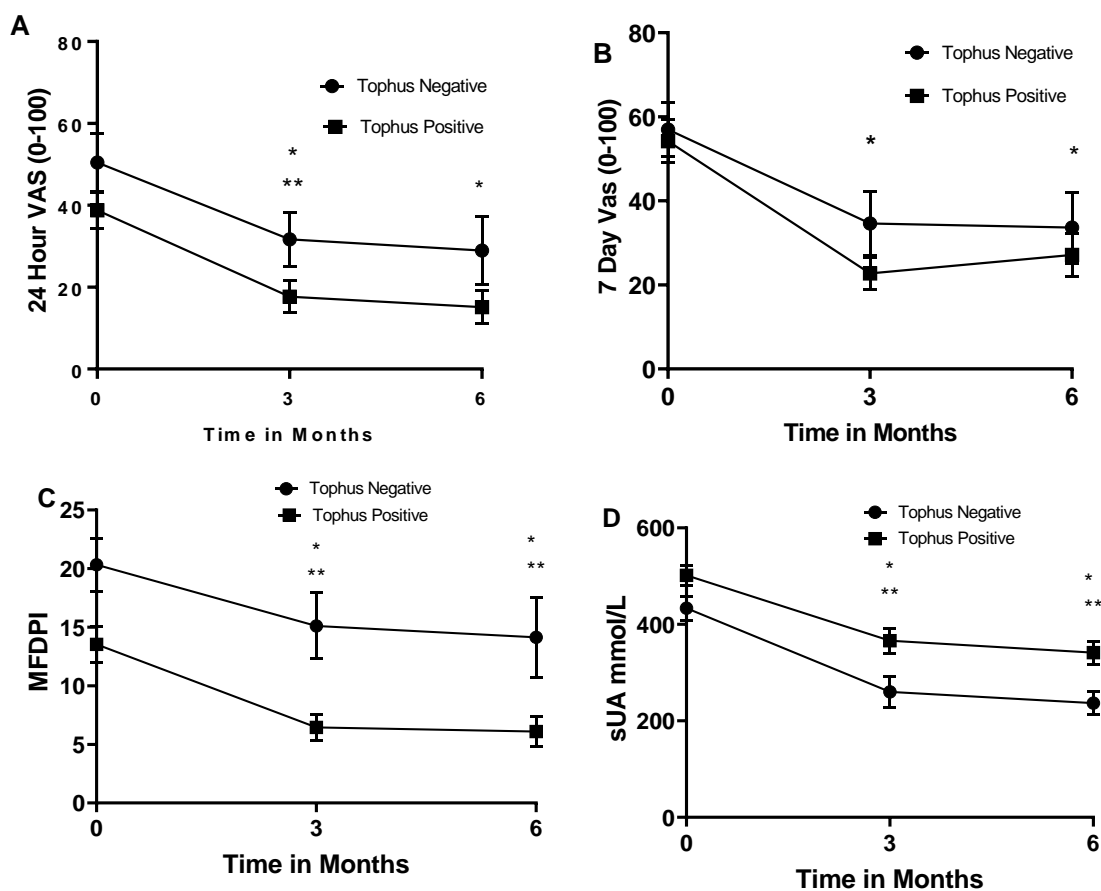 A
24 Hour VAS (0-100)
80
60
40
20
0
Tophus Negative
Tophus Positive
*
**
*
0 3 6
Time in Months
B
7 Day Vas (0-100)
80
60
40
20
0
Tophus Negative
Tophus Positive
*
*
0 3 6
Time in Months
C
MFDPI
25
20
15
10
5
0
Tophus Negative
Tophus Positive
*
**
*
**
0 3 6
Time in Months
D
sUA mmol/L
600
400
200
0
Tophus Negative
Tophus Positive
*
**
*
**
0 3 6
Time in Months